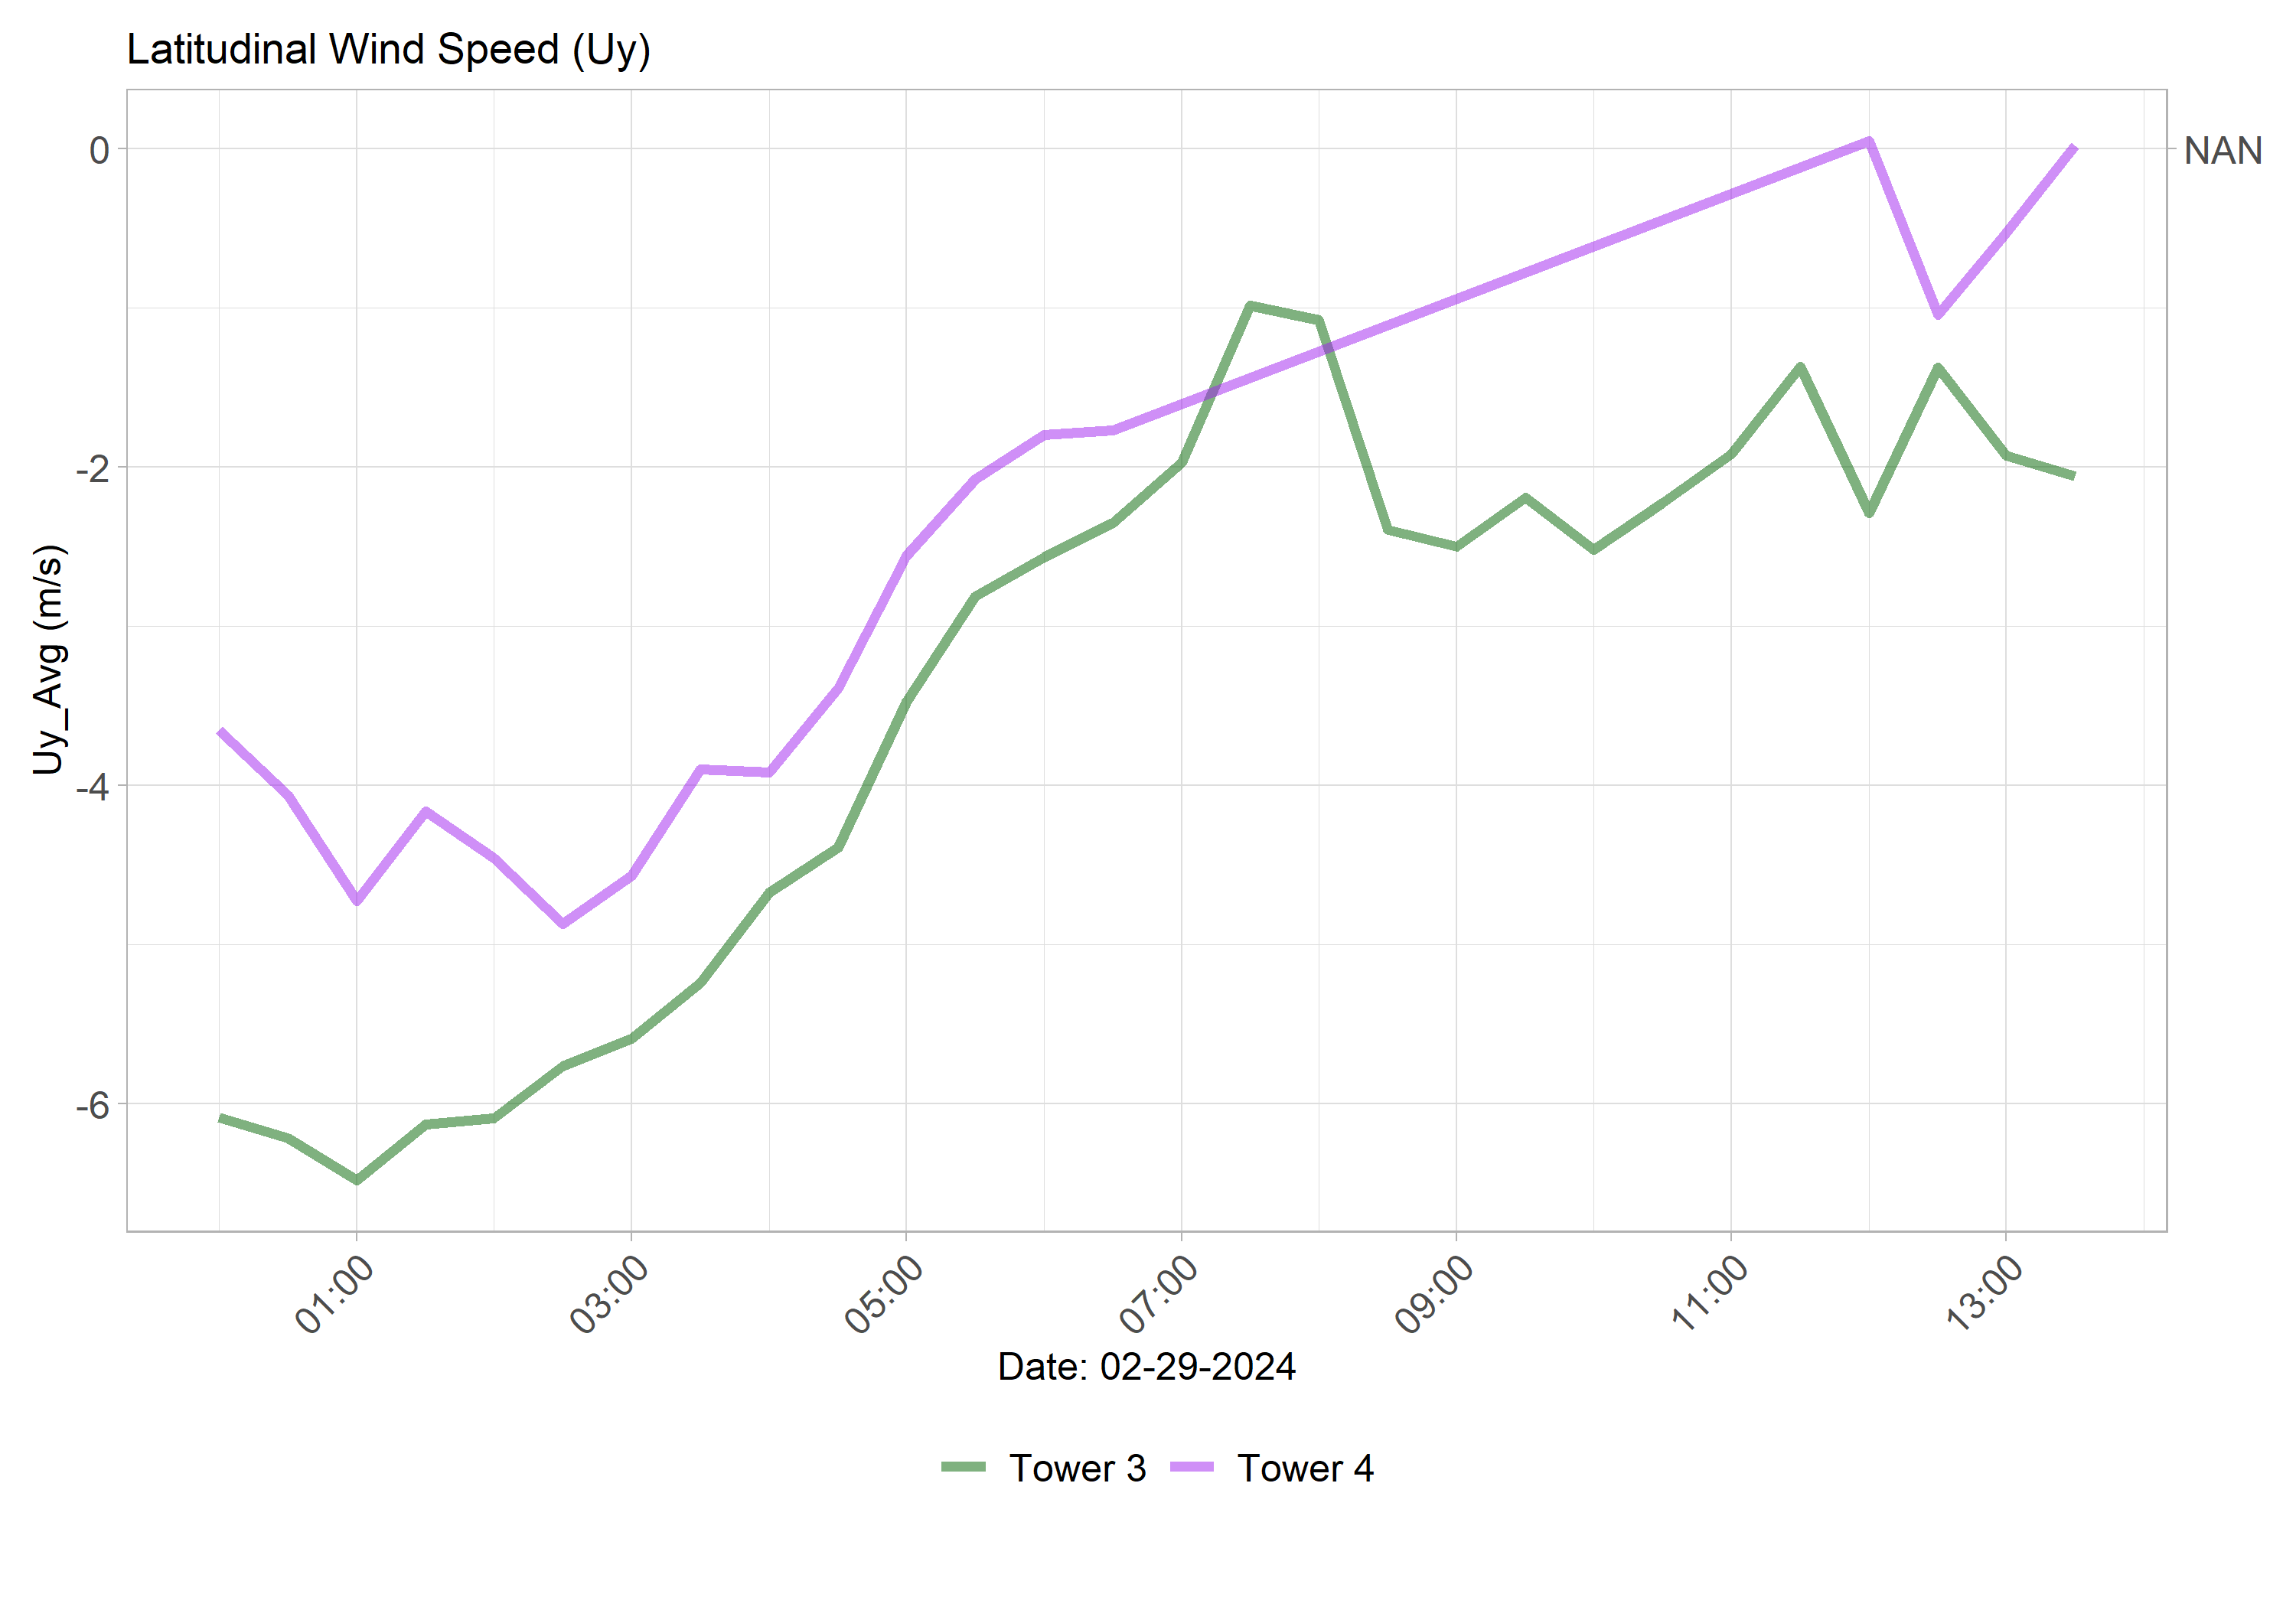 Latitudinal Wind Speed (Uy)
0
NAN
-2
-4
-6
Uy_Avg (m/s)
01:00
03:00
05:00
07:00
09:00
11:00
13:00
Date: 02-29-2024
Tower 3
Tower 4